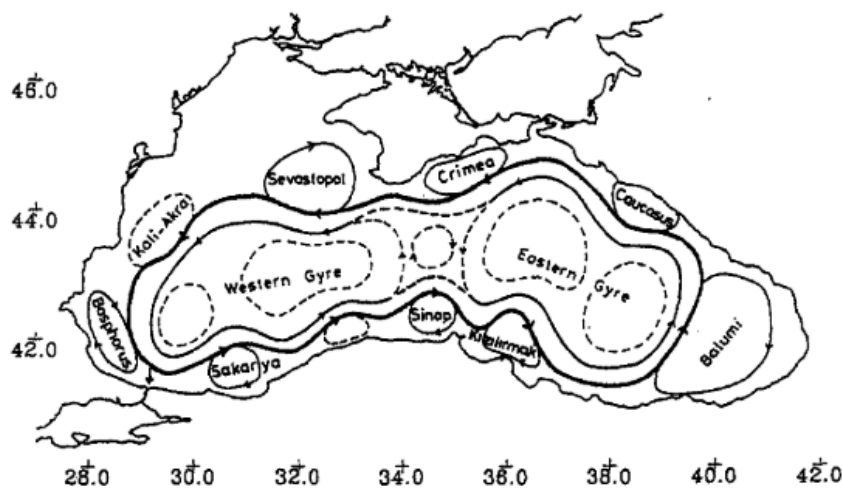 46.0
44.0
42.0
28.0 30.0 32.0 34.0 36.0 38.0 40.0 42.0
Sevastopol
Crimea
Caucasus
Kali-Akra
Western Gyre
Eastern Gyre
Bosphorus
Sakarya
Sinop
Kizilirmak
Batumi